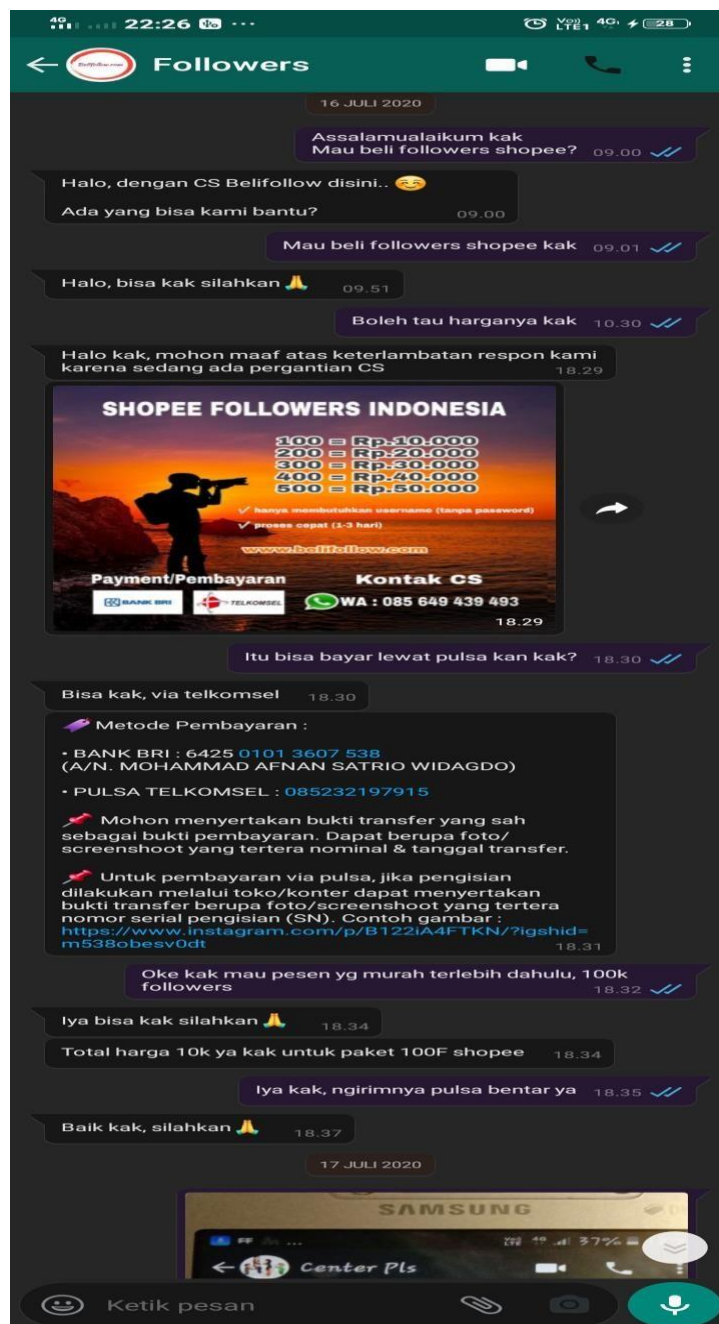 4G 22:26 ...
VoD LTE1 4G 28
Followers
16 JULI 2020
Assalamualaikum kak
Mau beli followers shopee? 09.00
Halo, dengan CS Belifollow disini.. 😊
Ada yang bisa kami bantu? 09.00
Mau beli followers shopee kak 09.01
Halo, bisa kak silahkan 🙏 09.51
Boleh tau harganya kak 10.30
Halo kak, mohon maaf atas keterlambatan respon kami
karena sedang ada pergantian CS 18.29
SHOPEE FOLLOWERS INDONESIA
100 = Rp.10.000
200 = Rp.20.000
300 = Rp.30.000
400 = Rp.40.000
500 = Rp.50.000
✓ hanya membutuhkan username (tanpa password)
✓ proses cepat (1-3 hari)
www.belifollow.com
Payment/Pembayaran
Kontak CS
BANK BRI
TELKOMSEL
WA : 085 649 439 493
18.29
Itu bisa bayar lewat pulsa kan kak? 18.30
Bisa kak, via telkomsel 18.30
Metode Pembayaran :
• BANK BRI : 6425 0101 3607 538
(A/N. MOHAMMAD AFNAN SATRIO WIDAGDO)
• PULSA TELKOMSEL : 085232197915
📌 Mohon menyertakan bukti transfer yang sah
sebagai bukti pembayaran. Dapat berupa foto/
screenshoot yang tertera nominal & tanggal transfer.
📌 Untuk pembayaran via pulsa, jika pengisian
dilakukan melalui toko/konter dapat menyertakan
bukti transfer berupa foto/screenshoot yang tertera
nomor serial pengisian (SN). Contoh gambar :
https://www.instagram.com/p/B122iA4FTKN/?igshid=
m538obesv0dt 18.31
Oke kak mau pesen yg murah terlebih dahulu, 100k
followers 18.32
Iya bisa kak silahkan 🙏 18.34
Total harga 10k ya kak untuk paket 100F shopee 18.34
Iya kak, ngirimnya pulsa bentar ya 18.35
Baik kak, silahkan 🙏 18.37
17 JULI 2020
SAMSUNG
FF ... 4G 37%
Center Pls
Ketik pesan